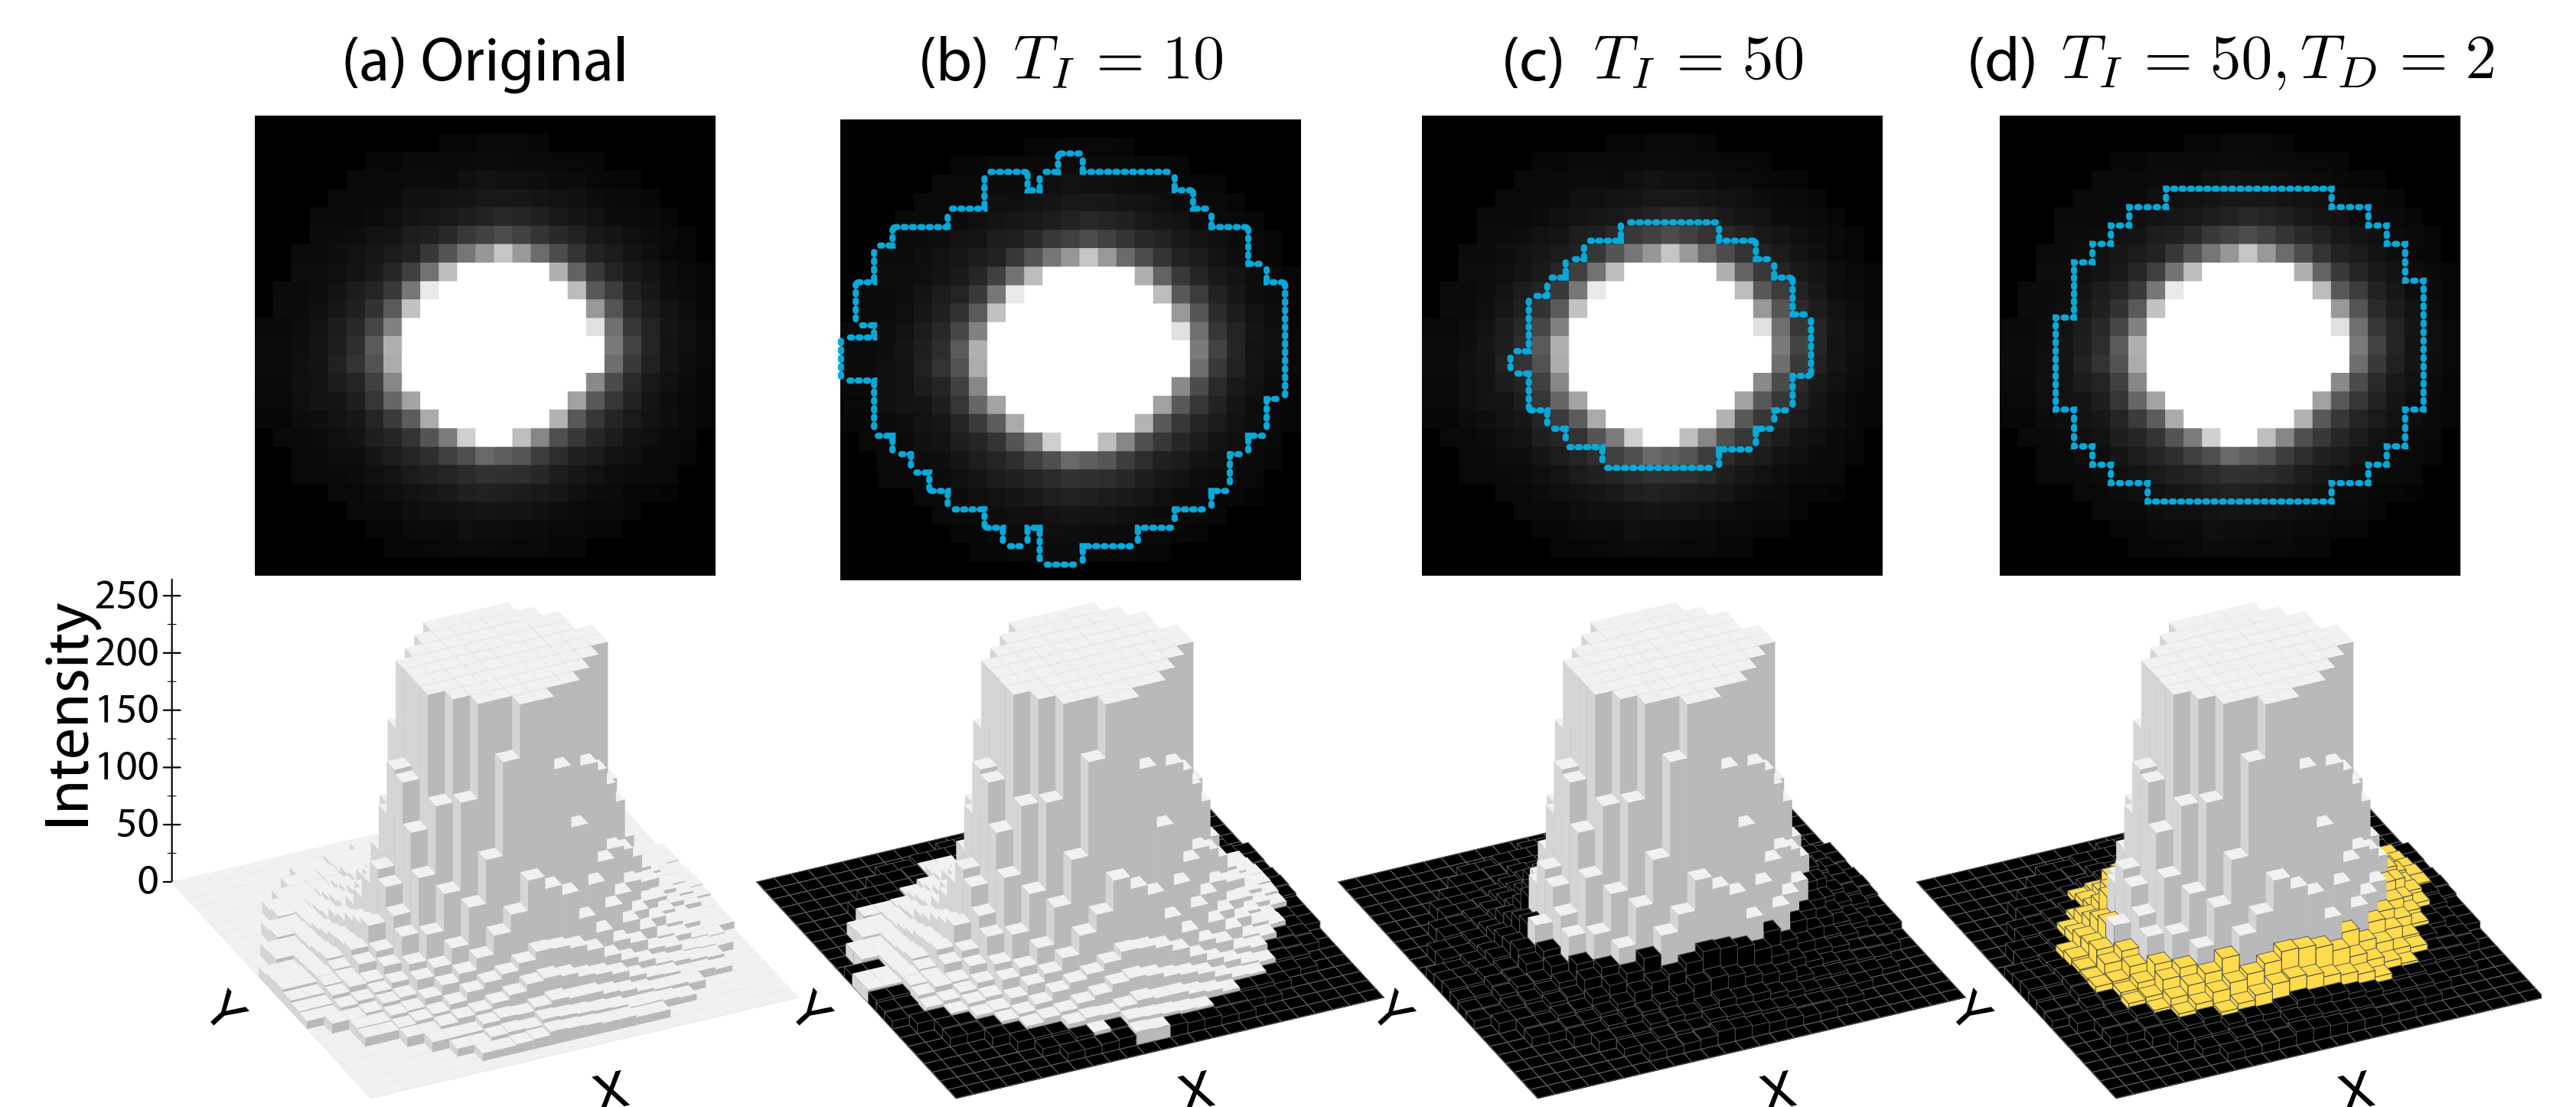 (a) Original
(b) T_I = 10
(c) T_I = 50
(d) T_I = 50, T_D = 2
Intensity
250
200
150
100
50
0
Y
X
Y
X
Y
X
Y
X